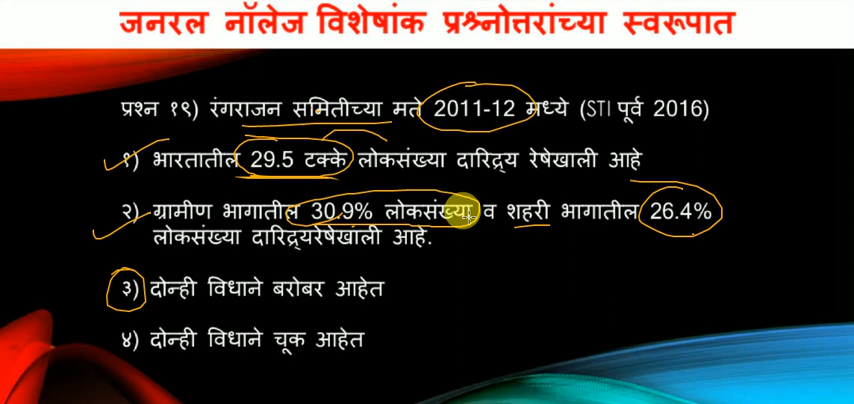 जनरल नॉलेज विशेषांक प्रश्नोत्तरांच्या स्वरूपात
प्रश्न १९) रंगराजन समितीच्या मते 2011-12 मध्ये (STI पूर्व 2016)
१) भारतातील 29.5 टक्के लोकसंख्या दारिद्र्य रेषेखाली आहे
२) ग्रामीण भागातील 30.9% लोकसंख्या व शहरी भागातील 26.4%
लोकसंख्या दारिद्र्यरेषेखाली आहे.
३) दोन्ही विधाने बरोबर आहेत
४) दोन्ही विधाने चूक आहेत